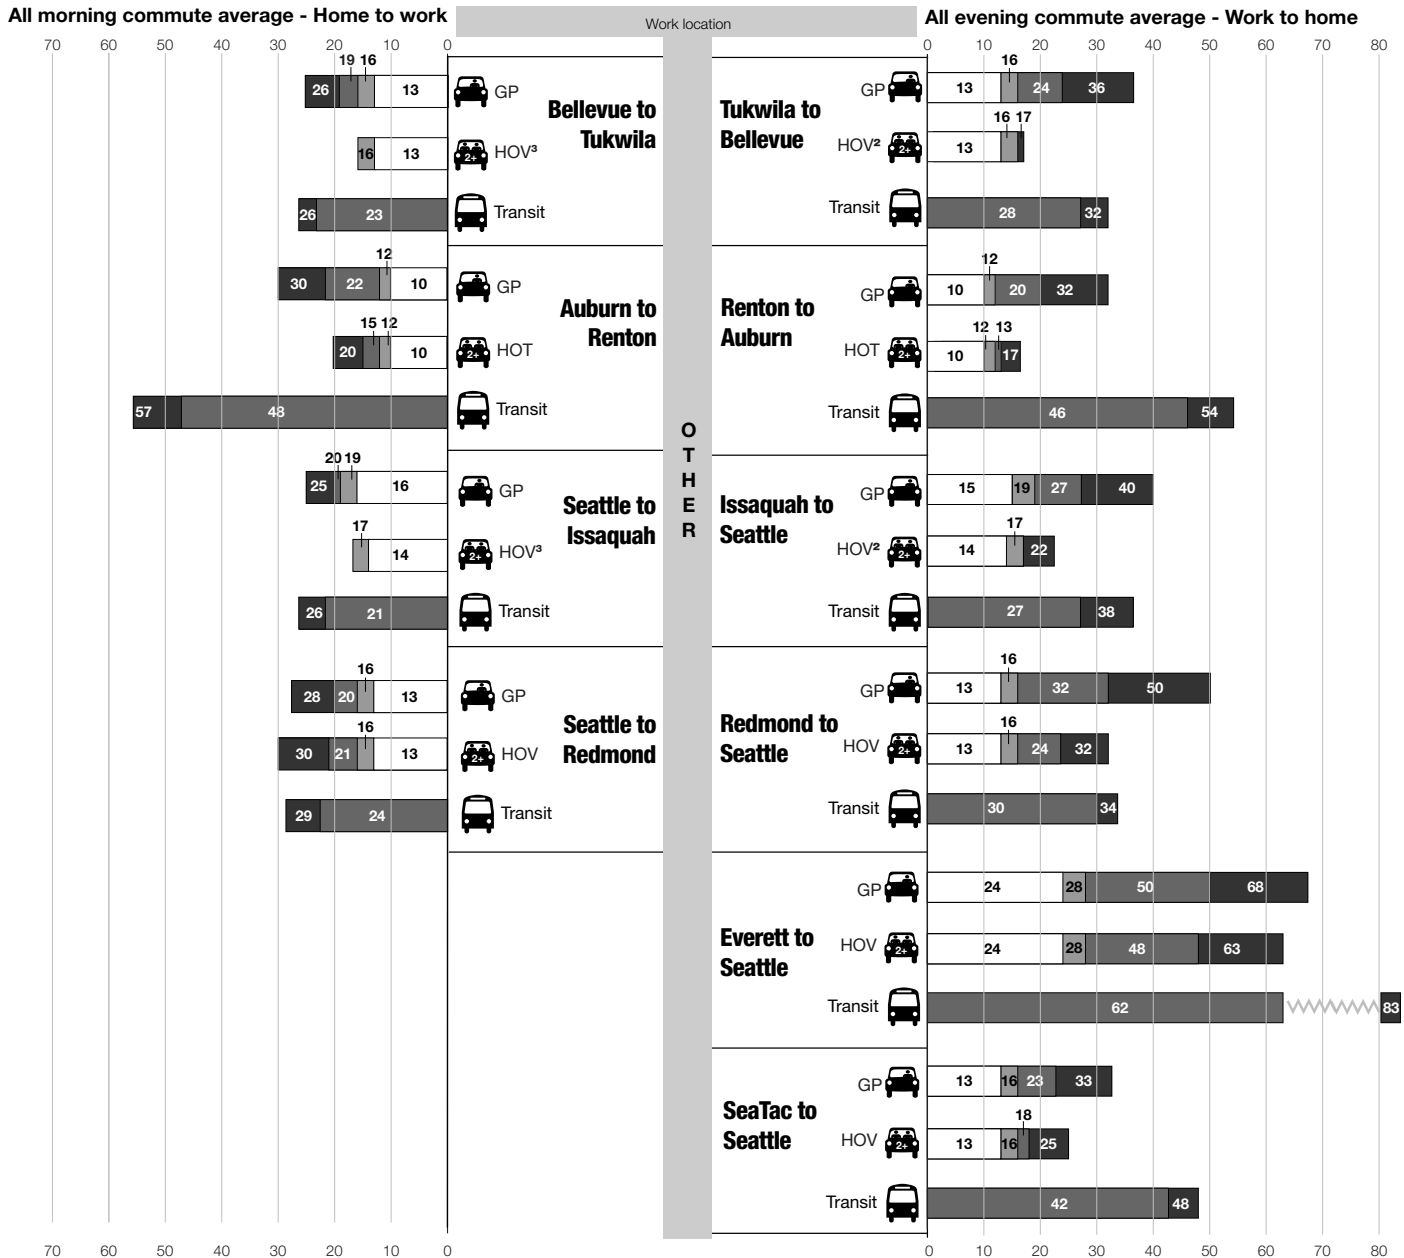 All morning commute average - Home to work
Work location
All evening commute average - Work to home
70 60 50 40 30 20 10 0
0 10 20 30 40 50 60 70 80
19 16
26 13 GP
Bellevue to
Tukwila
16 13 2+ HOV³
26 23 Transit
12
30 22 10 GP
Auburn to
Renton
15 12
20 10 2+ HOT
57 48 Transit
20 19
25 16 GP
Seattle to
Issaquah
17
14 2+ HOV³
26 21 Transit
16
28 20 13 GP
Seattle to
Redmond
16
30 21 13 2+ HOV
29 24 Transit
O
T
H
E
R
16
GP 13 24 36
Tukwila to
Bellevue
16 17
HOV² 2+ 13
Transit 28 32
12
GP 10 20 32
Renton to
Auburn
12 13
HOT 2+ 10 17
Transit 46 54
GP 15 19 27 40
Issaquah to
Seattle
17
HOV² 2+ 14 22
Transit 27 38
16
GP 13 32 50
Redmond to
Seattle
16
HOV 2+ 13 24 32
Transit 30 34
GP 24 28 50 68
Everett to
Seattle
HOV 2+ 24 28 48 63
Transit 62 83
GP 13 16 23 33
SeaTac to
Seattle
18
HOV 2+ 13 16 25
Transit 42 48
70 60 50 40 30 20 10 0
0 10 20 30 40 50 60 70 80